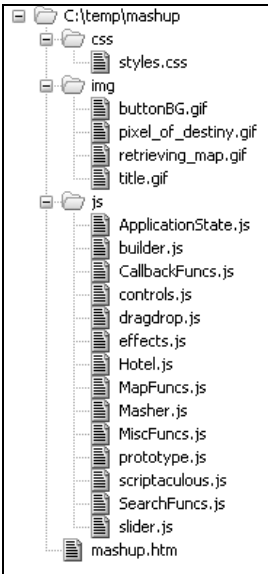 C:\temp\mashup
css
styles.css
img
buttonBG.gif
pixel_of_destiny.gif
retrieving_map.gif
title.gif
js
ApplicationState.js
builder.js
CallbackFuncs.js
controls.js
dragdrop.js
effects.js
Hotel.js
MapFuncs.js
Masher.js
MiscFuncs.js
prototype.js
scriptaculous.js
SearchFuncs.js
slider.js
mashup.htm